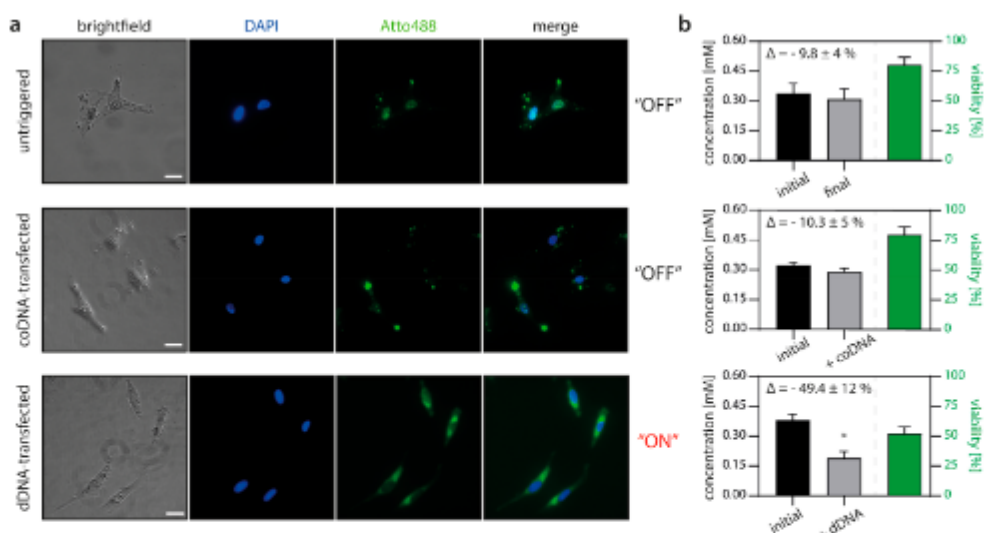 a
brightfield
DAPI
Atto488
merge
untriggered
"OFF"
coDNA-transfected
"OFF"
dDNA-transfected
"ON"
b
Δ = - 9.8 ± 4 %
concentration [mM]
0.60
0.45
0.30
0.15
0.00
100
75
50
25
0
viability [%]
initial
final
Δ = - 10.3 ± 5 %
concentration [mM]
0.60
0.45
0.30
0.15
0.00
100
75
50
25
0
viability [%]
initial
+ coDNA
Δ = - 49.4 ± 12 %
concentration [mM]
0.60
0.45
0.30
0.15
0.00
*
100
75
50
25
0
viability [%]
initial
dDNA